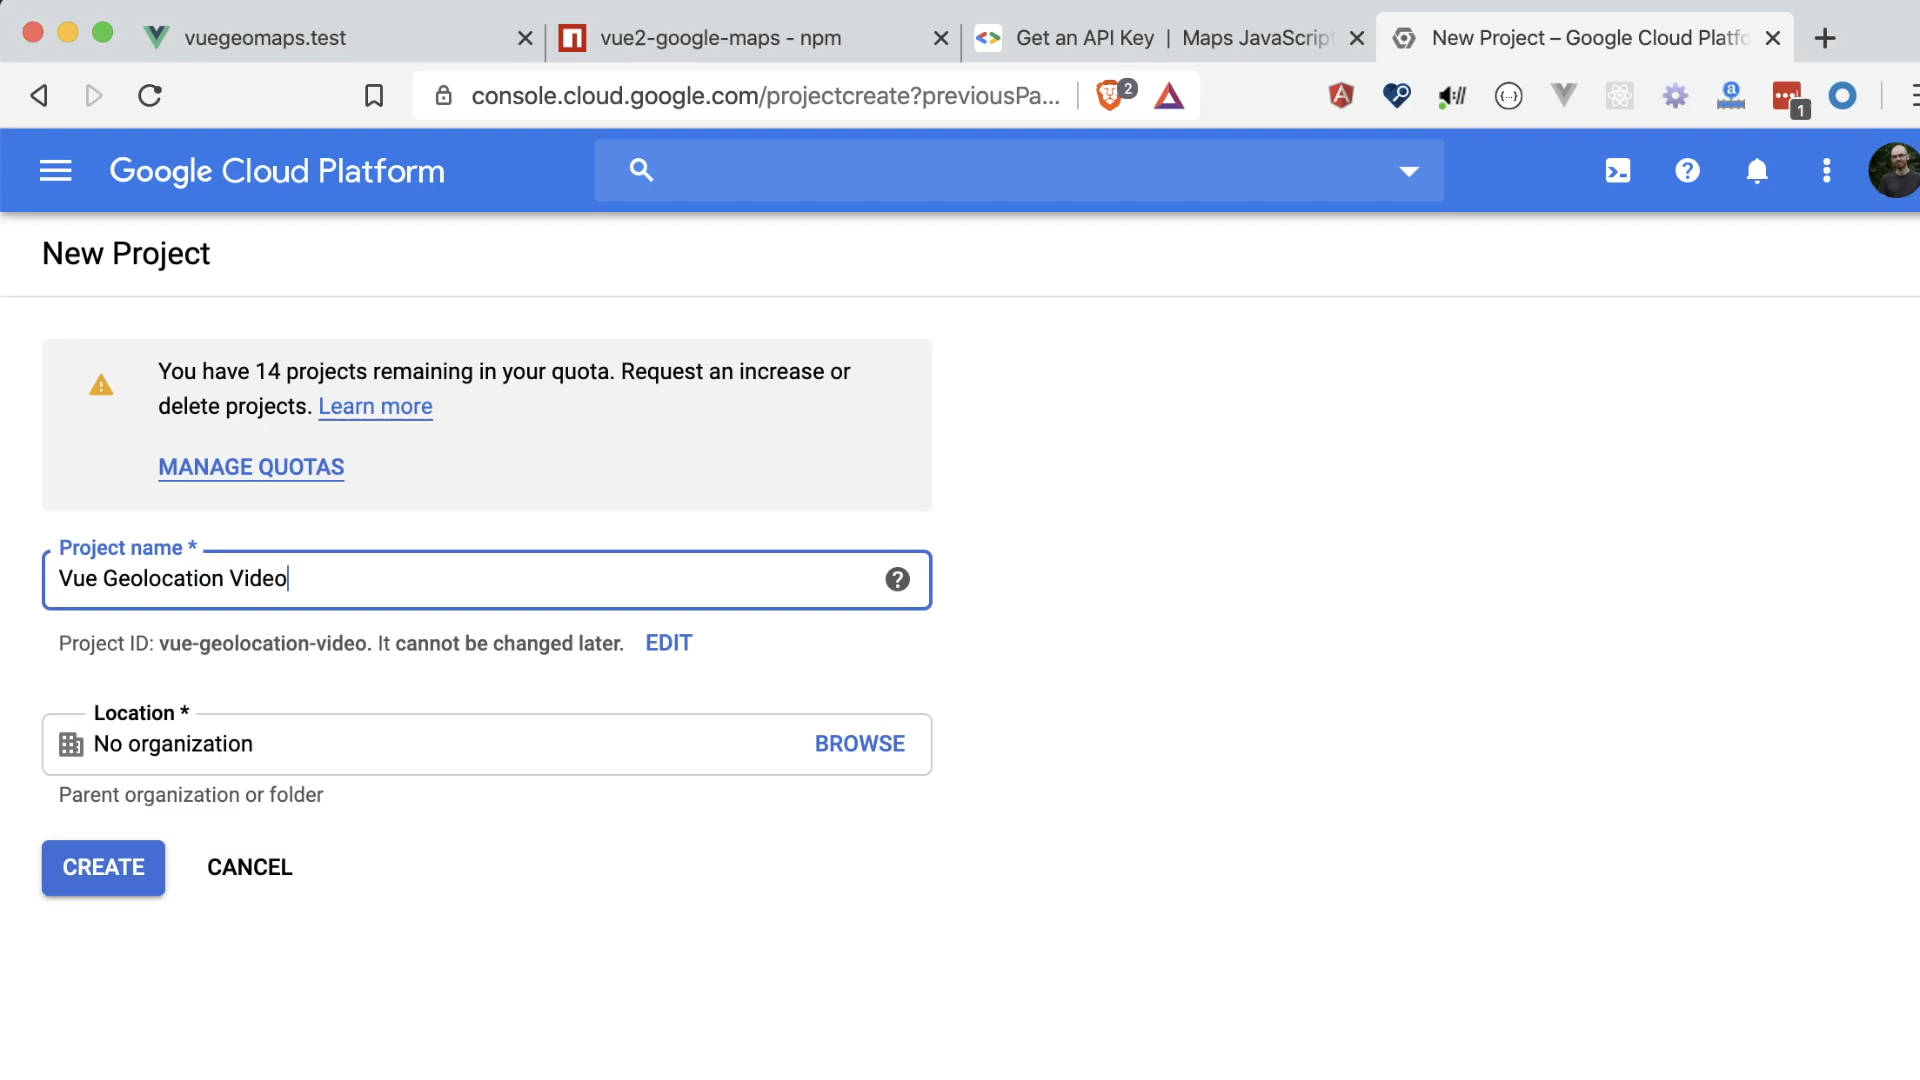 vuegeomaps.test
vue2-google-maps - npm
Get an API Key | Maps JavaScript
New Project – Google Cloud Platfo
console.cloud.google.com/projectcreate?previousPa...
2
1
Google Cloud Platform
New Project
You have 14 projects remaining in your quota. Request an increase or
delete projects. Learn more
MANAGE QUOTAS
Project name *
Vue Geolocation Video
Project ID: vue-geolocation-video. It cannot be changed later. EDIT
Location *
No organization
BROWSE
Parent organization or folder
CREATE
CANCEL